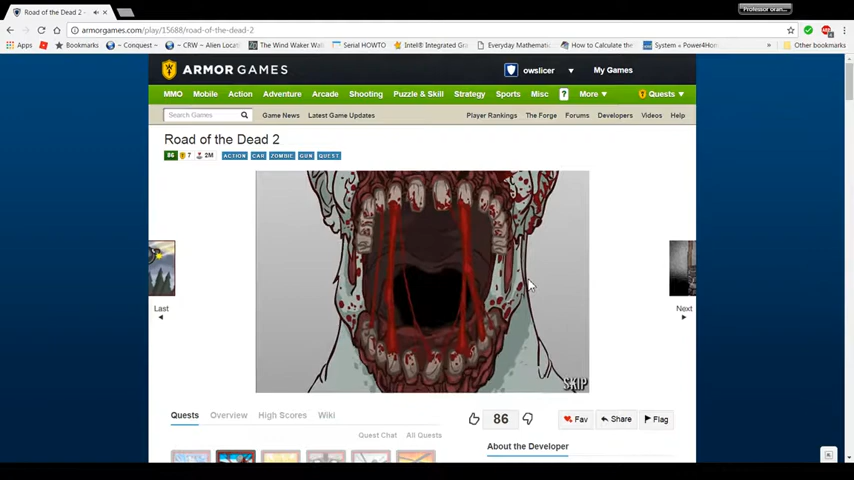 Professor Gran...
Road of the Dead 2 -
armorgames.com/play/15688/road-of-the-dead-2
Apps Bookmarks - Conquest - CRW – Alien Locat The Wind Waker Wal Serial HOWTO Intel® Integrated Gra Everyday Mathematic How to Calculate the System • Power4Hom Other bookmarks
ARMOR GAMES owslicer My Games
MMO Mobile Action Adventure Arcade Shooting Puzzle & Skill Strategy Sports Misc ? More Quests
Search Games Game News Latest Game Updates Player Rankings The Forge Forums Developers Videos Help
Road of the Dead 2
86 7 2M ACTION CAR ZOMBIE GUN QUEST
Last
Next
SKIP
Quests Overview High Scores Wiki 86 Fav Share Flag
Quest Chat All Quests
About the Developer